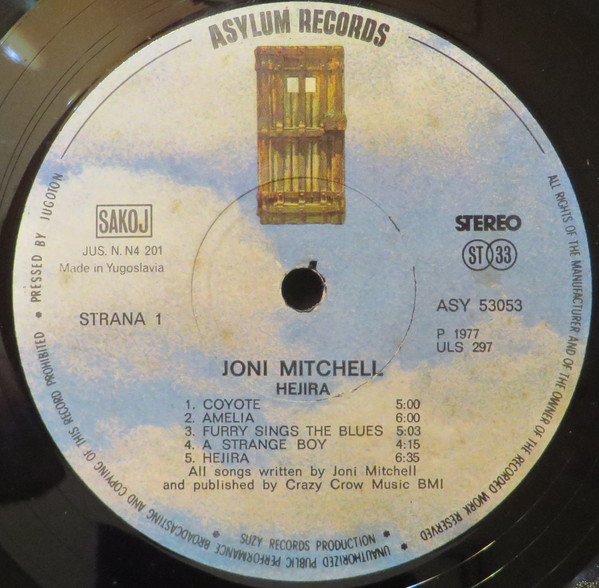 ASYLUM RECORDS
SAKOJ
JUS. N. N4 201
Made in Yugoslavia
STRANA 1
STEREO
ST 33
ASY 53053
P 1977
ULS 297
JONI MITCHELL
HEJIRA
1. COYOTE 5:00
2. AMELIA 6:00
3. FURRY SINGS THE BLUES 5:03
4. A STRANGE BOY 4:15
5. HEJIRA 6:35
All songs written by Joni Mitchell
and published by Crazy Crow Music BMI
ALL RIGHTS OF THE MANUFACTURER AND OF THE OWNER OF THE RECORDED WORK RESERVED
• UNAUTHORIZED PUBLIC PERFORMANCE BROADCASTING AND COPYING OF THIS RECORD PROHIBITED • PRESSED BY JUGOTON
• SUZY RECORDS PRODUCTION •